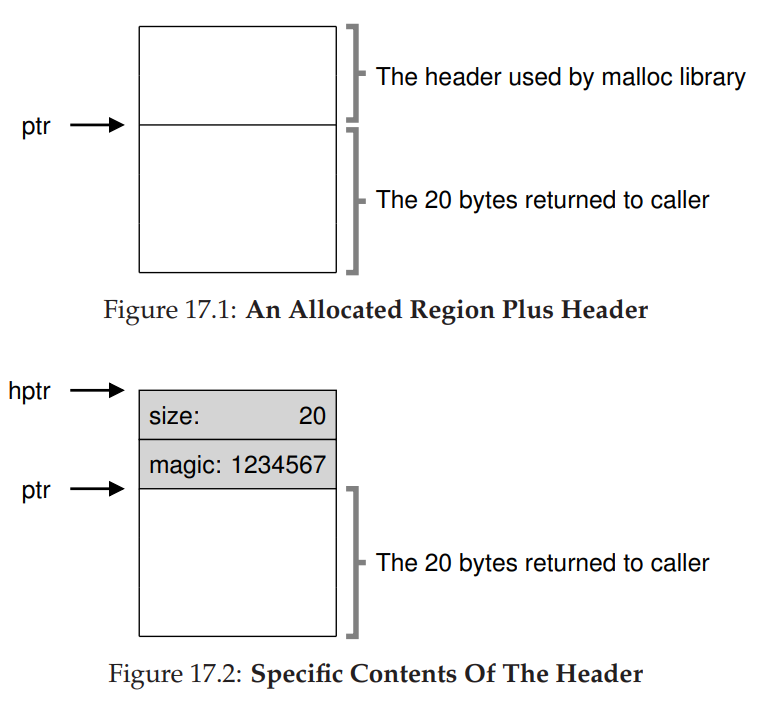 The header used by malloc library
ptr
The 20 bytes returned to caller
Figure 17.1: An Allocated Region Plus Header
hptr
size: 20
magic: 1234567
ptr
The 20 bytes returned to caller
Figure 17.2: Specific Contents Of The Header